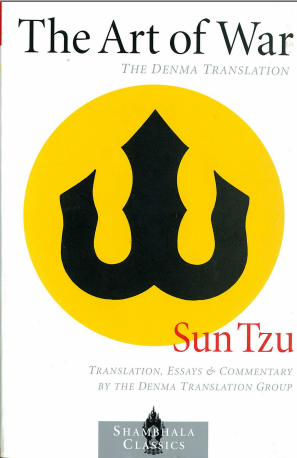 The Art of War
THE DENMA TRANSLATION
Sun Tzu
TRANSLATION, ESSAYS & COMMENTARY
BY THE DENMA TRANSLATION GROUP
SHAMBHALA
CLASSICS